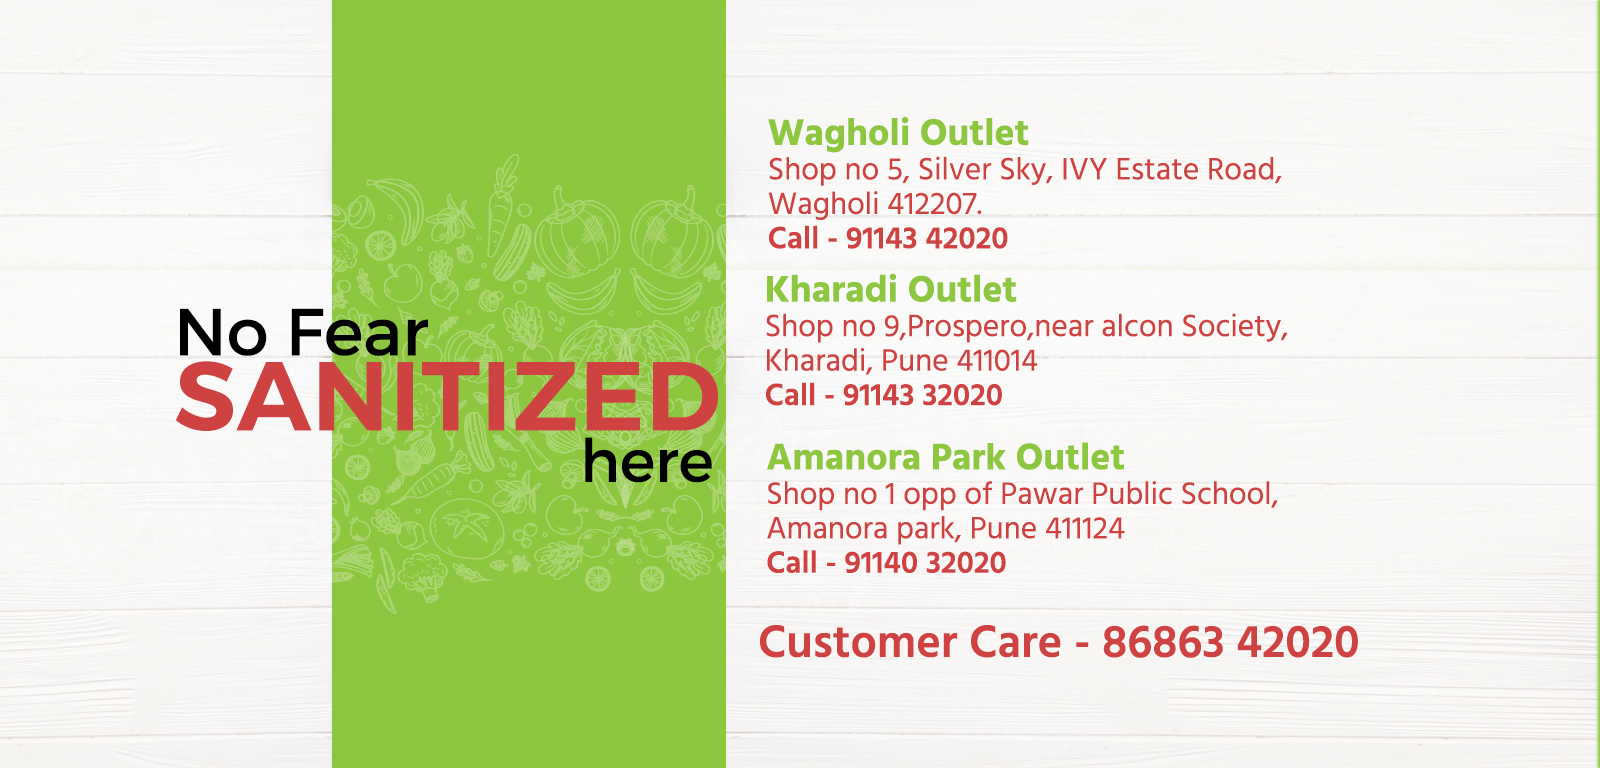 No Fear
SANITIZED
here
Wagholi Outlet
Shop no 5, Silver Sky, IVY Estate Road,
Wagholi 412207.
Call - 91143 42020
Kharadi Outlet
Shop no 9,Prospero,near alcon Society,
Kharadi, Pune 411014
Call - 91143 32020
Amanora Park Outlet
Shop no 1 opp of Pawar Public School,
Amanora park, Pune 411124
Call - 91140 32020
Customer Care - 86863 42020